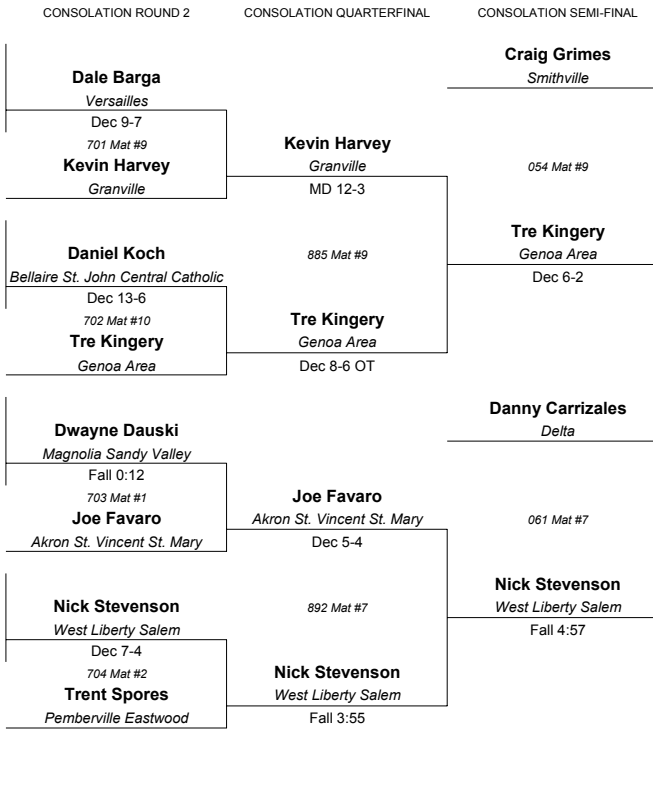 CONSOLATION ROUND 2
CONSOLATION QUARTERFINAL
CONSOLATION SEMI-FINAL
Craig Grimes
Smithville
Dale Barga
Versailles
Dec 9-7
701 Mat #9
Kevin Harvey
Granville
Kevin Harvey
Granville
MD 12-3
054 Mat #9
Daniel Koch
Bellaire St. John Central Catholic
Dec 13-6
702 Mat #10
Tre Kingery
Genoa Area
885 Mat #9
Tre Kingery
Genoa Area
Dec 8-6 OT
Tre Kingery
Genoa Area
Dec 6-2
Dwayne Dauski
Magnolia Sandy Valley
Fall 0:12
703 Mat #1
Joe Favaro
Akron St. Vincent St. Mary
Joe Favaro
Akron St. Vincent St. Mary
Dec 5-4
Danny Carrizales
Delta
061 Mat #7
Nick Stevenson
West Liberty Salem
Dec 7-4
704 Mat #2
Trent Spores
Pemberville Eastwood
892 Mat #7
Nick Stevenson
West Liberty Salem
Fall 3:55
Nick Stevenson
West Liberty Salem
Fall 4:57